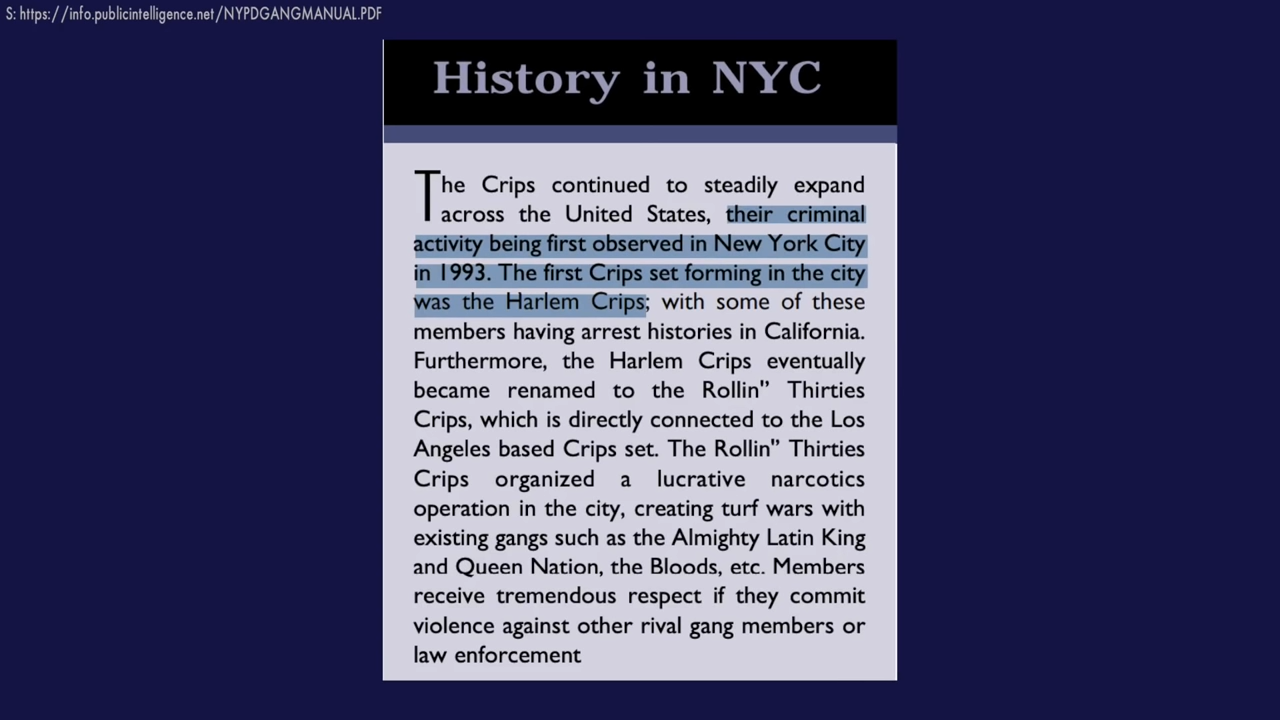 S: https://info.publicintelligence.net/NYPDGANGMANUAL.PDF
History in NYC
The Crips continued to steadily expand
across the United States, their criminal
activity being first observed in New York City
in 1993. The first Crips set forming in the city
was the Harlem Crips; with some of these
members having arrest histories in California.
Furthermore, the Harlem Crips eventually
became renamed to the Rollin" Thirties
Crips, which is directly connected to the Los
Angeles based Crips set. The Rollin" Thirties
Crips organized a lucrative narcotics
operation in the city, creating turf wars with
existing gangs such as the Almighty Latin King
and Queen Nation, the Bloods, etc. Members
receive tremendous respect if they commit
violence against other rival gang members or
law enforcement